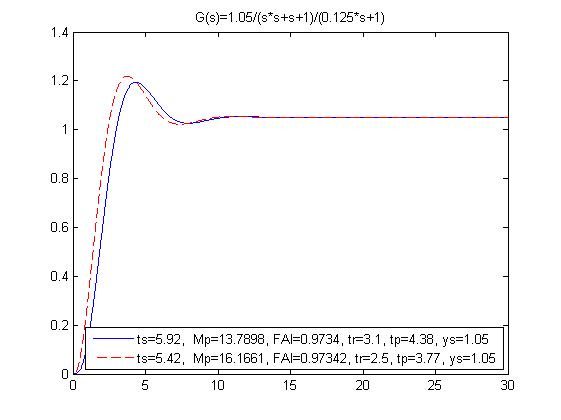 G(s)=1.05/(s*s+s+1)/(0.125*s+1)
1.4
1.2
1
0.8
0.6
0.4
0.2
0
ts=5.92, Mp=13.7898, FAI=0.9734, tr=3.1, tp=4.38, ys=1.05
ts=5.42, Mp=16.1661, FAI=0.97342, tr=2.5, tp=3.77, ys=1.05
0 5 10 15 20 25 30